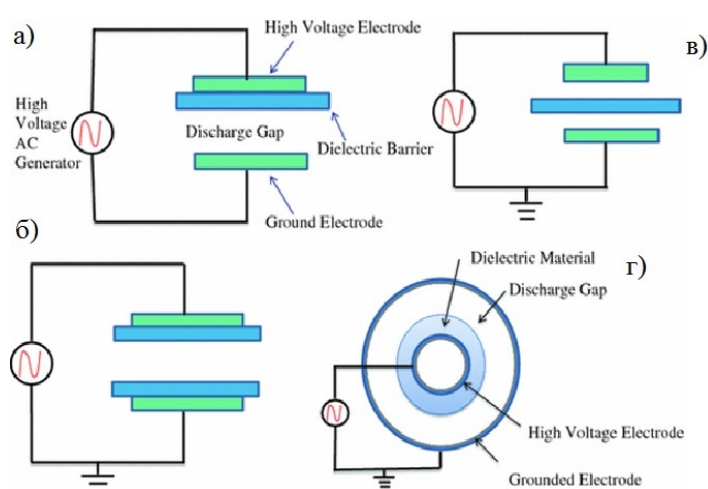 а)
High Voltage Electrode
в)
High
Voltage
AC
Generator
Discharge Gap
Dielectric Barrier
Ground Electrode
б)
Dielectric Material
г)
Discharge Gap
High Voltage Electrode
Grounded Electrode